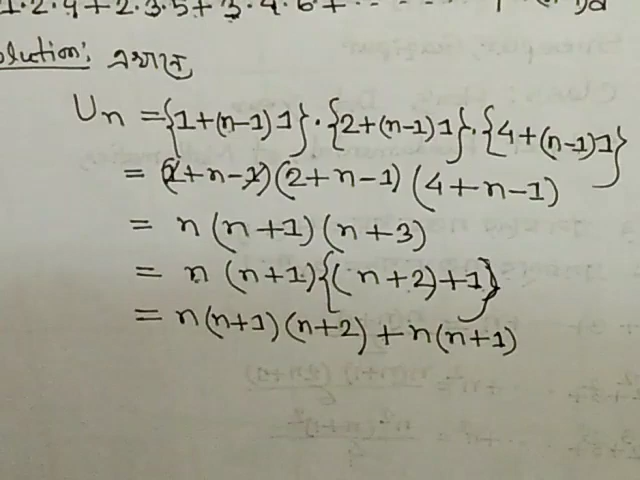 1·2·4+2·3·5+3·4·6+
Solution: এখানে
Un = {1+(n-1)1}·{2+(n-1)1}·{4+(n-1)1}
= (1+n-1)(2+n-1)(4+n-1)
= n(n+1)(n+3)
= n(n+1){(n+2)+1}
= n(n+1)(n+2)+n(n+1)